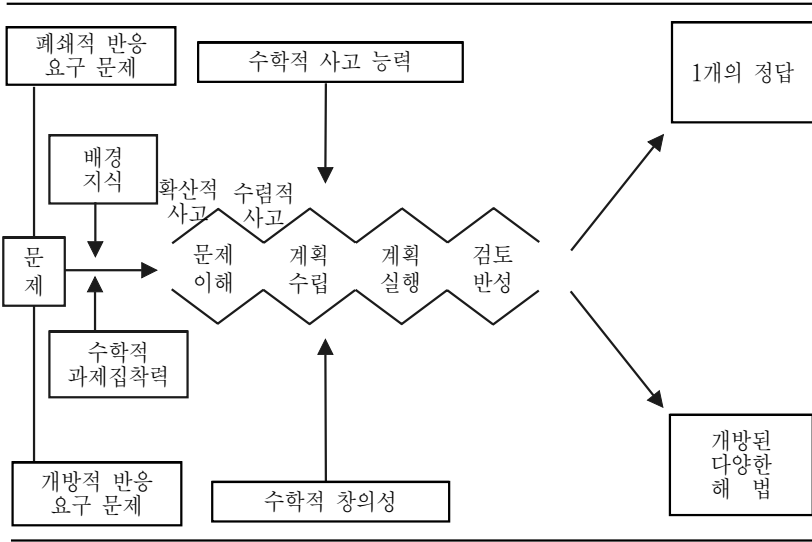 폐쇄적 반응
요구 문제
수학적 사고 능력
1개의 정답
배경
지식
확산적
사고
수렴적
사고
문
제
문제
이해
계획
수립
계획
실행
검토
반성
수학적
과제집착력
개방적 반응
요구 문제
수학적 창의성
개방된
다양한
해 법